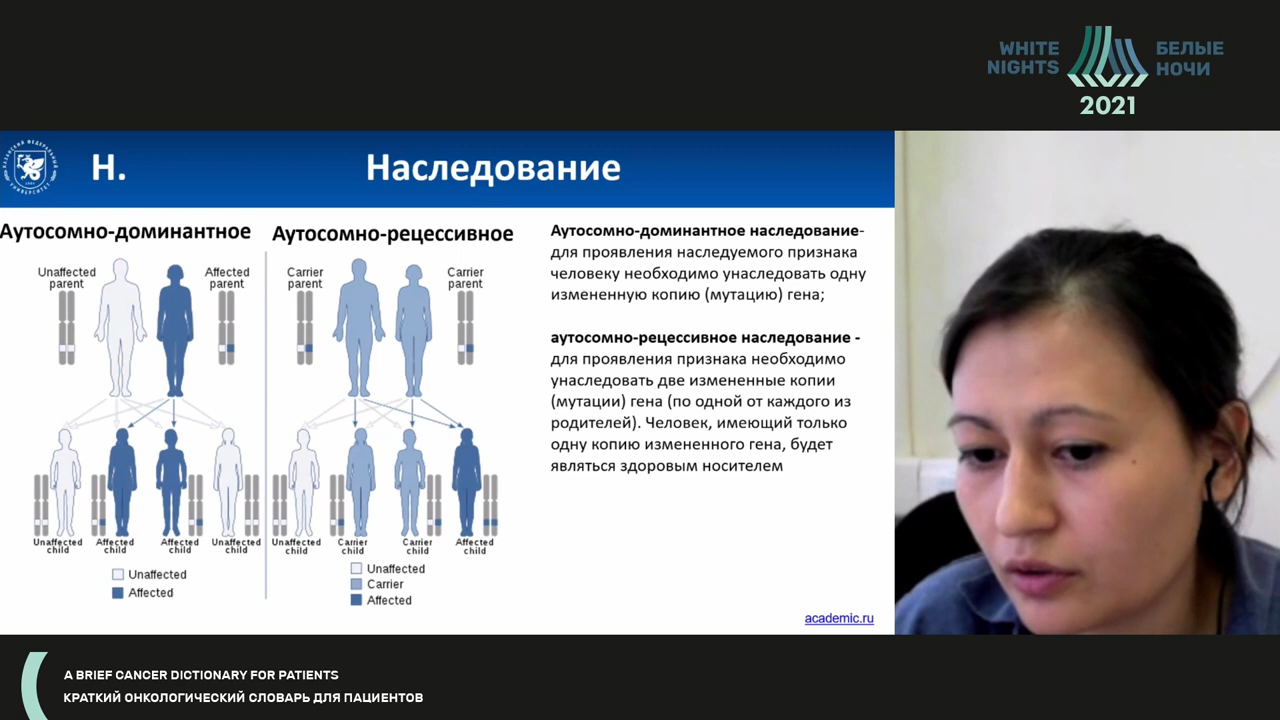 WHITE
NIGHTS
БЕЛЫЕ
НОЧИ
2021
Н.
Наследование
Аутосомно-доминантное
Аутосомно-рецессивное
Unaffected
parent
Affected
parent
Carrier
parent
Carrier
parent
Unaffected
child
Affected
child
Affected
child
Unaffected
child
Unaffected
child
Carrier
child
Carrier
child
Affected
child
Unaffected
Affected
Unaffected
Carrier
Affected
Аутосомно-доминантное наследование-
для проявления наследуемого признака
человеку необходимо унаследовать одну
измененную копию (мутацию) гена;
аутосомно-рецессивное наследование -
для проявления признака необходимо
унаследовать две измененные копии
(мутации) гена (по одной от каждого из
родителей). Человек, имеющий только
одну копию измененного гена, будет
являться здоровым носителем
academic.ru
A BRIEF CANCER DICTIONARY FOR PATIENTS
КРАТКИЙ ОНКОЛОГИЧЕСКИЙ СЛОВАРЬ ДЛЯ ПАЦИЕНТОВ